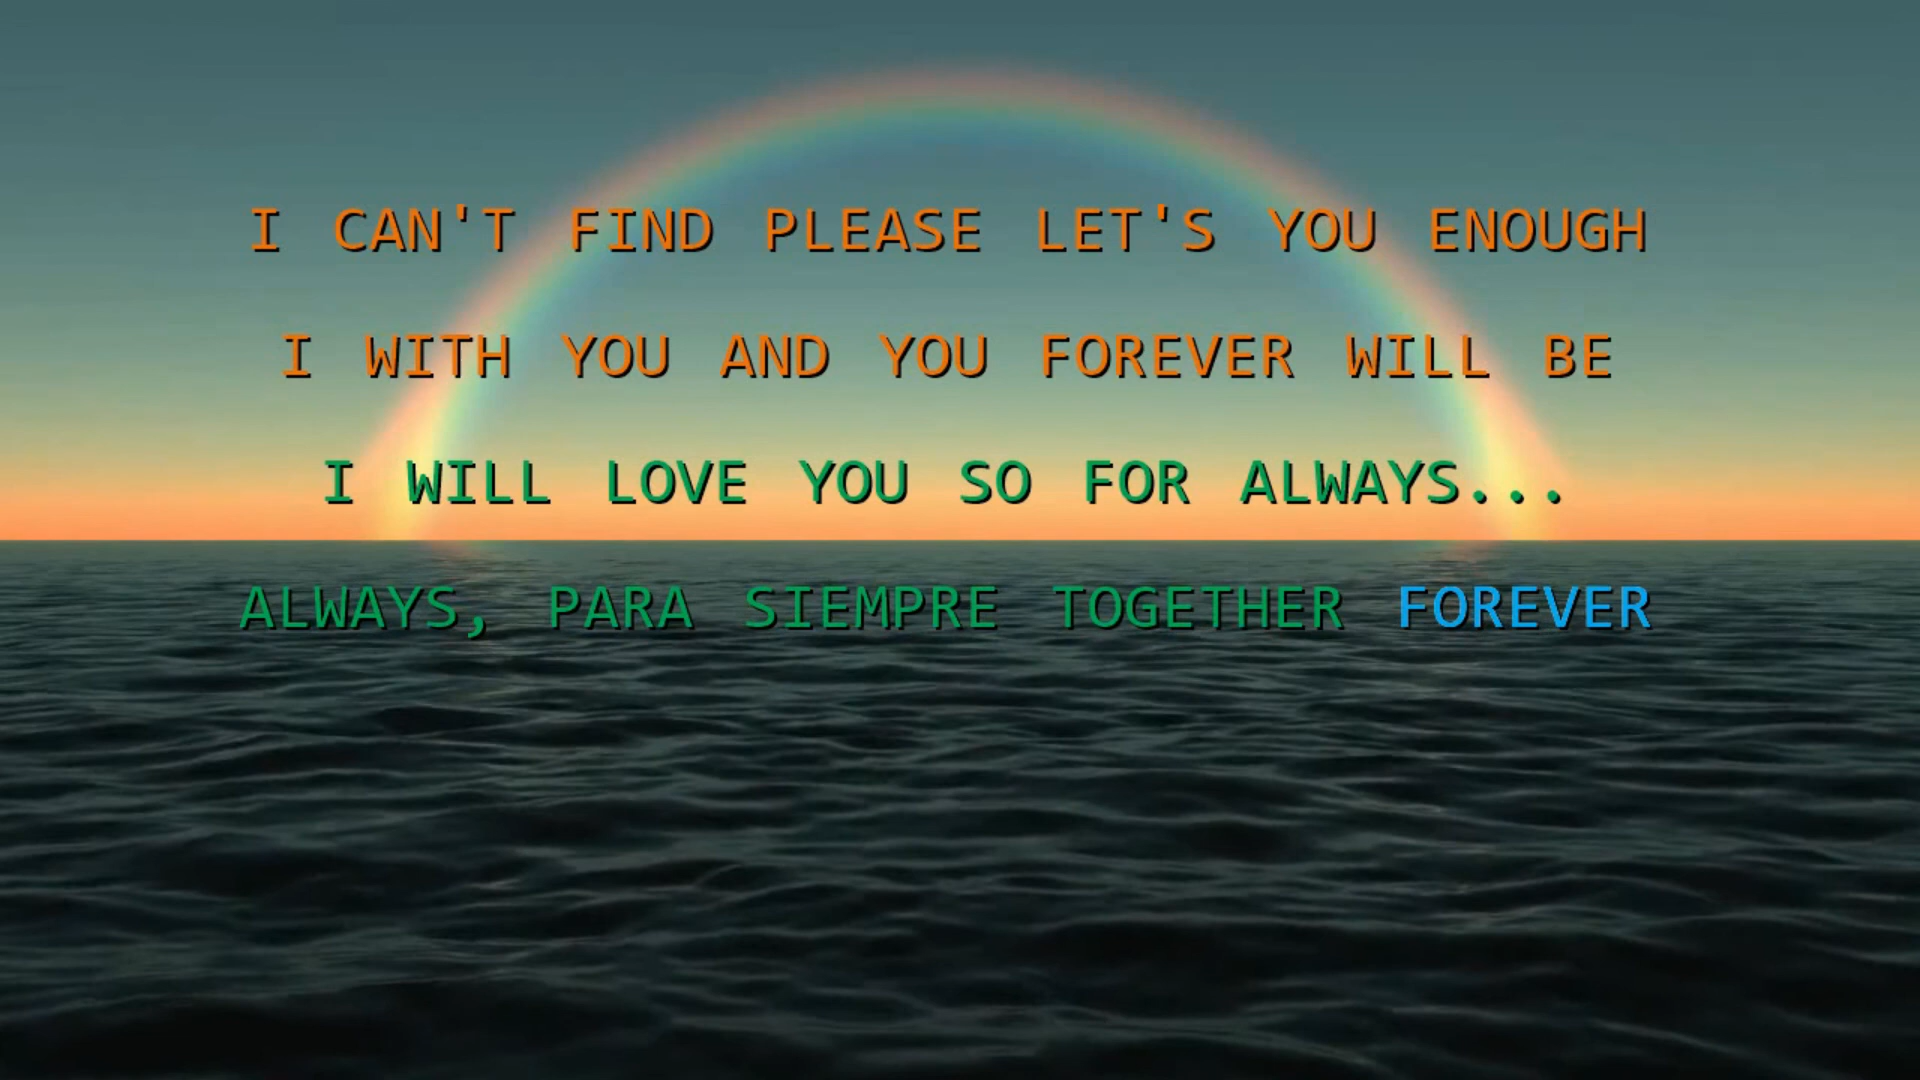 I CAN'T FIND PLEASE LET'S YOU ENOUGH
I WITH YOU AND YOU FOREVER WILL BE
I WILL LOVE YOU SO FOR ALWAYS...
ALWAYS, PARA SIEMPRE TOGETHER FOREVER